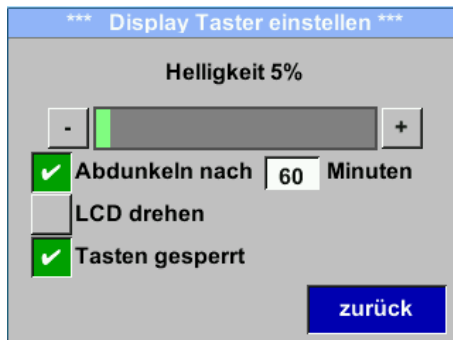 *** Display Taster einstellen ***
Helligkeit 5%
- +
Abdunkeln nach 60 Minuten
LCD drehen
Tasten gesperrt
zurück